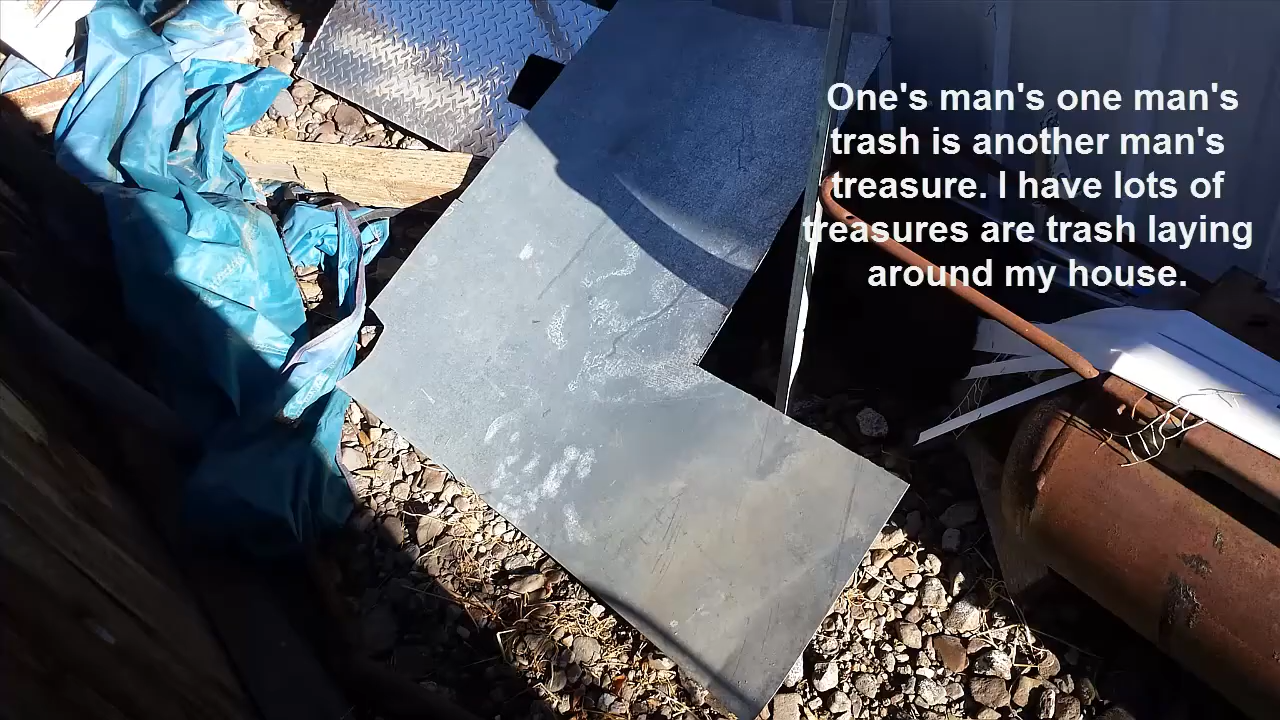 One's man's one man's
trash is another man's
treasure. I have lots of
treasures are trash laying
around my house.